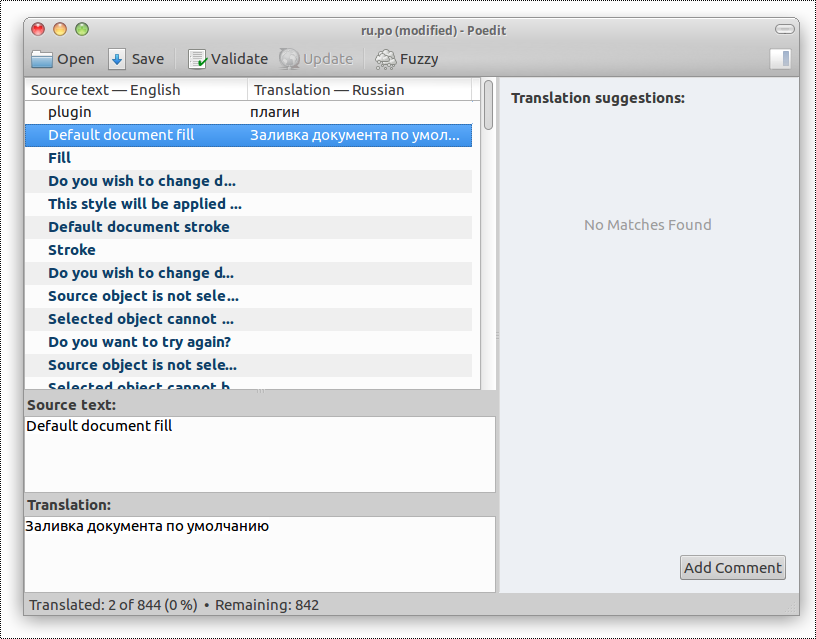 ru.po (modified) - Poedit
Open Save Validate Update Fuzzy
Source text — English Translation — Russian
plugin плагин
Default document fill Заливка документа по умол...
Fill
Do you wish to change d...
This style will be applied ...
Default document stroke
Stroke
Do you wish to change d...
Source object is not sele...
Selected object cannot ...
Do you want to try again?
Source object is not sele...
Selected object cannot b
Source text:
Default document fill
Translation:
Заливка документа по умолчанию
Translated: 2 of 844 (0 %) • Remaining: 842
Translation suggestions:
No Matches Found
Add Comment